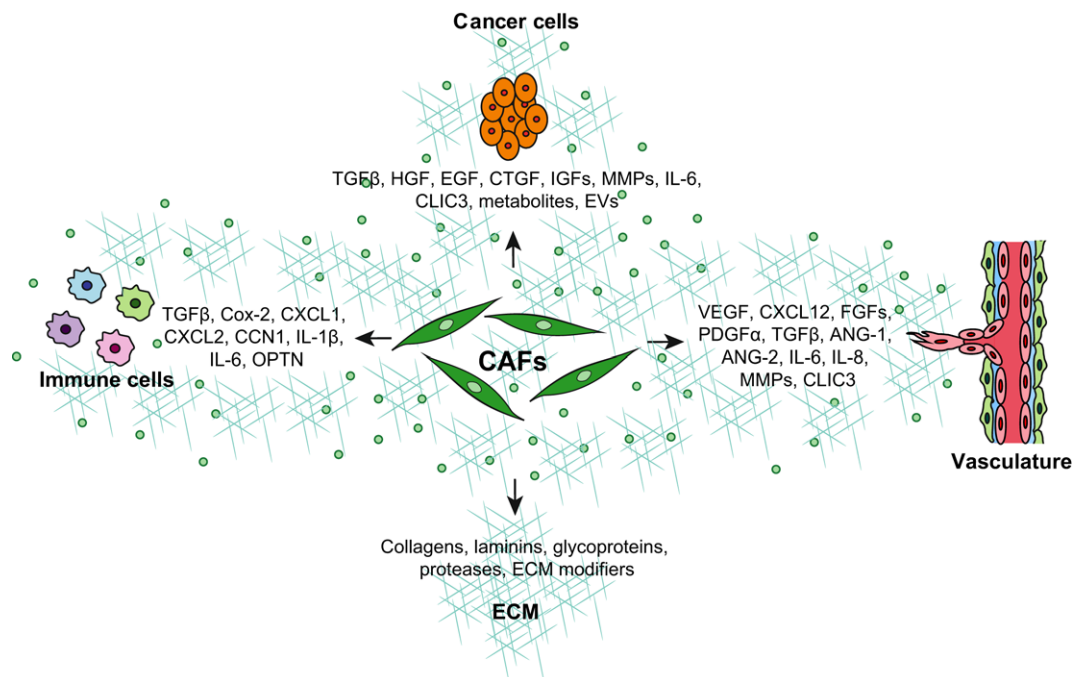 Cancer cells
TGFβ, HGF, EGF, CTGF, IGFs, MMPs, IL-6,
CLIC3, metabolites, EVs
TGFβ, Cox-2, CXCL1,
CXCL2, CCN1, IL-1β,
IL-6, OPTN
Immune cells
CAFs
VEGF, CXCL12, FGFs,
PDGFα, TGFβ, ANG-1,
ANG-2, IL-6, IL-8,
MMPs, CLIC3
Vasculature
Collagens, laminins, glycoproteins,
proteases, ECM modifiers
ECM